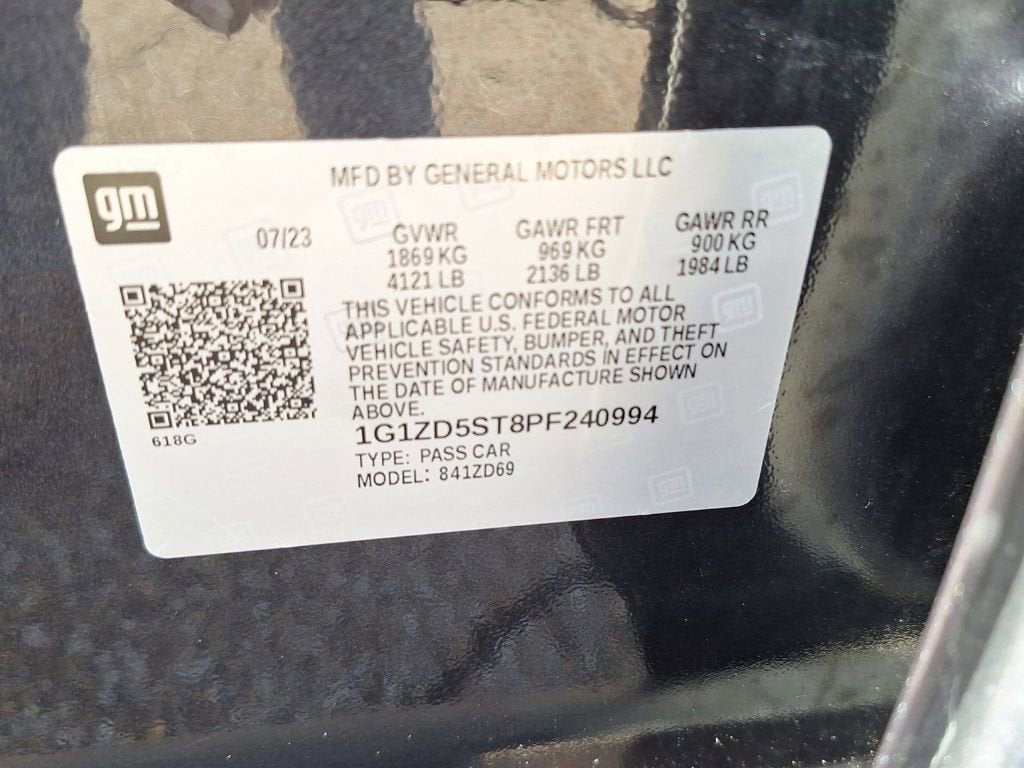 MFD BY GENERAL MOTORS LLC
gm
07/23
GVWR GAWR FRT GAWR RR
1869 KG 969 KG 900 KG
4121 LB 2136 LB 1984 LB
THIS VEHICLE CONFORMS TO ALL
APPLICABLE U.S. FEDERAL MOTOR
VEHICLE SAFETY, BUMPER, AND THEFT
PREVENTION STANDARDS IN EFFECT ON
THE DATE OF MANUFACTURE SHOWN
ABOVE.
618G
1G1ZD5ST8PF240994
TYPE: PASS CAR
MODEL: 841ZD69